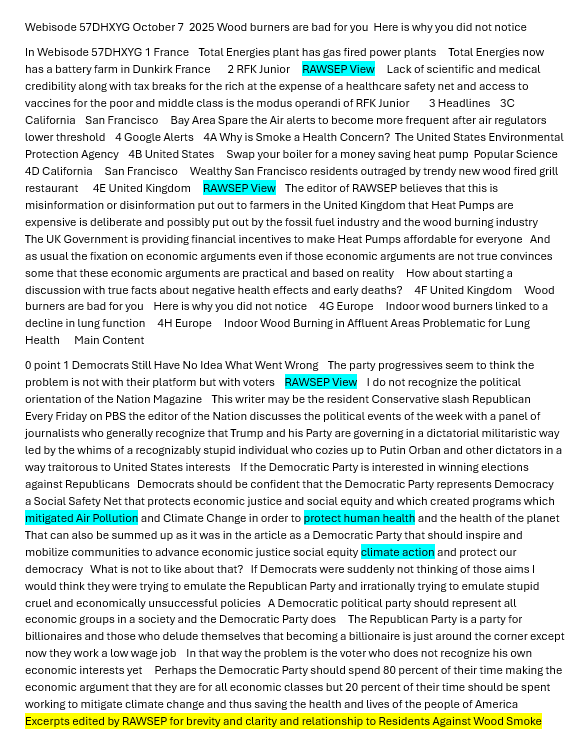 Webisode 57DHXYG October 7  2025 Wood burners are bad for you  Here is why you did not notice
In Webisode 57DHXYG 1 France   Total Energies plant has gas fired power plants    Total Energies now
has a battery farm in Dunkirk France     2 RFK Junior    RAWSEP View    Lack of scientific and medical
credibility along with tax breaks for the rich at the expense of a healthcare safety net and access to
vaccines for the poor and middle class is the modus operandi of RFK Junior      3 Headlines   3C
California   San Francisco    Bay Area Spare the Air alerts to become more frequent after air regulators
lower threshold   4 Google Alerts   4A Why is Smoke a Health Concern?  The United States Environmental
Protection Agency   4B United States    Swap your boiler for a money saving heat pump  Popular Science
4D California    San Francisco    Wealthy San Francisco residents outraged by trendy new wood fired grill
restaurant     4E United Kingdom    RAWSEP View   The editor of RAWSEP believes that this is
misinformation or disinformation put out to farmers in the United Kingdom that Heat Pumps are
expensive is deliberate and possibly put out by the fossil fuel industry and the wood burning industry
The UK Government is providing financial incentives to make Heat Pumps affordable for everyone   And
as usual the fixation on economic arguments even if those economic arguments are not true convinces
some that these economic arguments are practical and based on reality    How about starting a
discussion with true facts about negative health effects and early deaths?   4F United Kingdom    Wood
burners are bad for you   Here is why you did not notice    4G Europe    Indoor wood burners linked to a
decline in lung function    4H Europe    Indoor Wood Burning in Affluent Areas Problematic for Lung
Health     Main Content
0 point 1 Democrats Still Have No Idea What Went Wrong   The party progressives seem to think the
problem is not with their platform but with voters   RAWSEP View   I do not recognize the political
orientation of the Nation Magazine   This writer may be the resident Conservative slash Republican
Every Friday on PBS the editor of the Nation discusses the political events of the week with a panel of
journalists who generally recognize that Trump and his Party are governing in a dictatorial militaristic way
led by the whims of a recognizably stupid individual who cozies up to Putin Orban and other dictators in a
way traitorous to United States interests   If the Democratic Party is interested in winning elections
against Republicans   Democrats should be confident that the Democratic Party represents Democracy
a Social Safety Net that protects economic justice and social equity and which created programs which
mitigated Air Pollution and Climate Change in order to protect human health and the health of the planet
That can also be summed up as it was in the article as a Democratic Party that should inspire and
mobilize communities to advance economic justice social equity climate action and protect our
democracy   What is not to like about that?   If Democrats were suddenly not thinking of those aims I
would think they were trying to emulate the Republican Party and irrationally trying to emulate stupid
cruel and economically unsuccessful policies   A Democratic political party should represent all
economic groups in a society and the Democratic Party does    The Republican Party is a party for
billionaires and those who delude themselves that becoming a billionaire is just around the corner except
now they work a low wage job    In that way the problem is the voter who does not recognize his own
economic interests yet    Perhaps the Democratic Party should spend 80 percent of their time making the
economic argument that they are for all economic classes but 20 percent of their time should be spent
working to mitigate climate change and thus saving the health and lives of the people of America
Excerpts edited by RAWSEP for brevity and clarity and relationship to Residents Against Wood Smoke